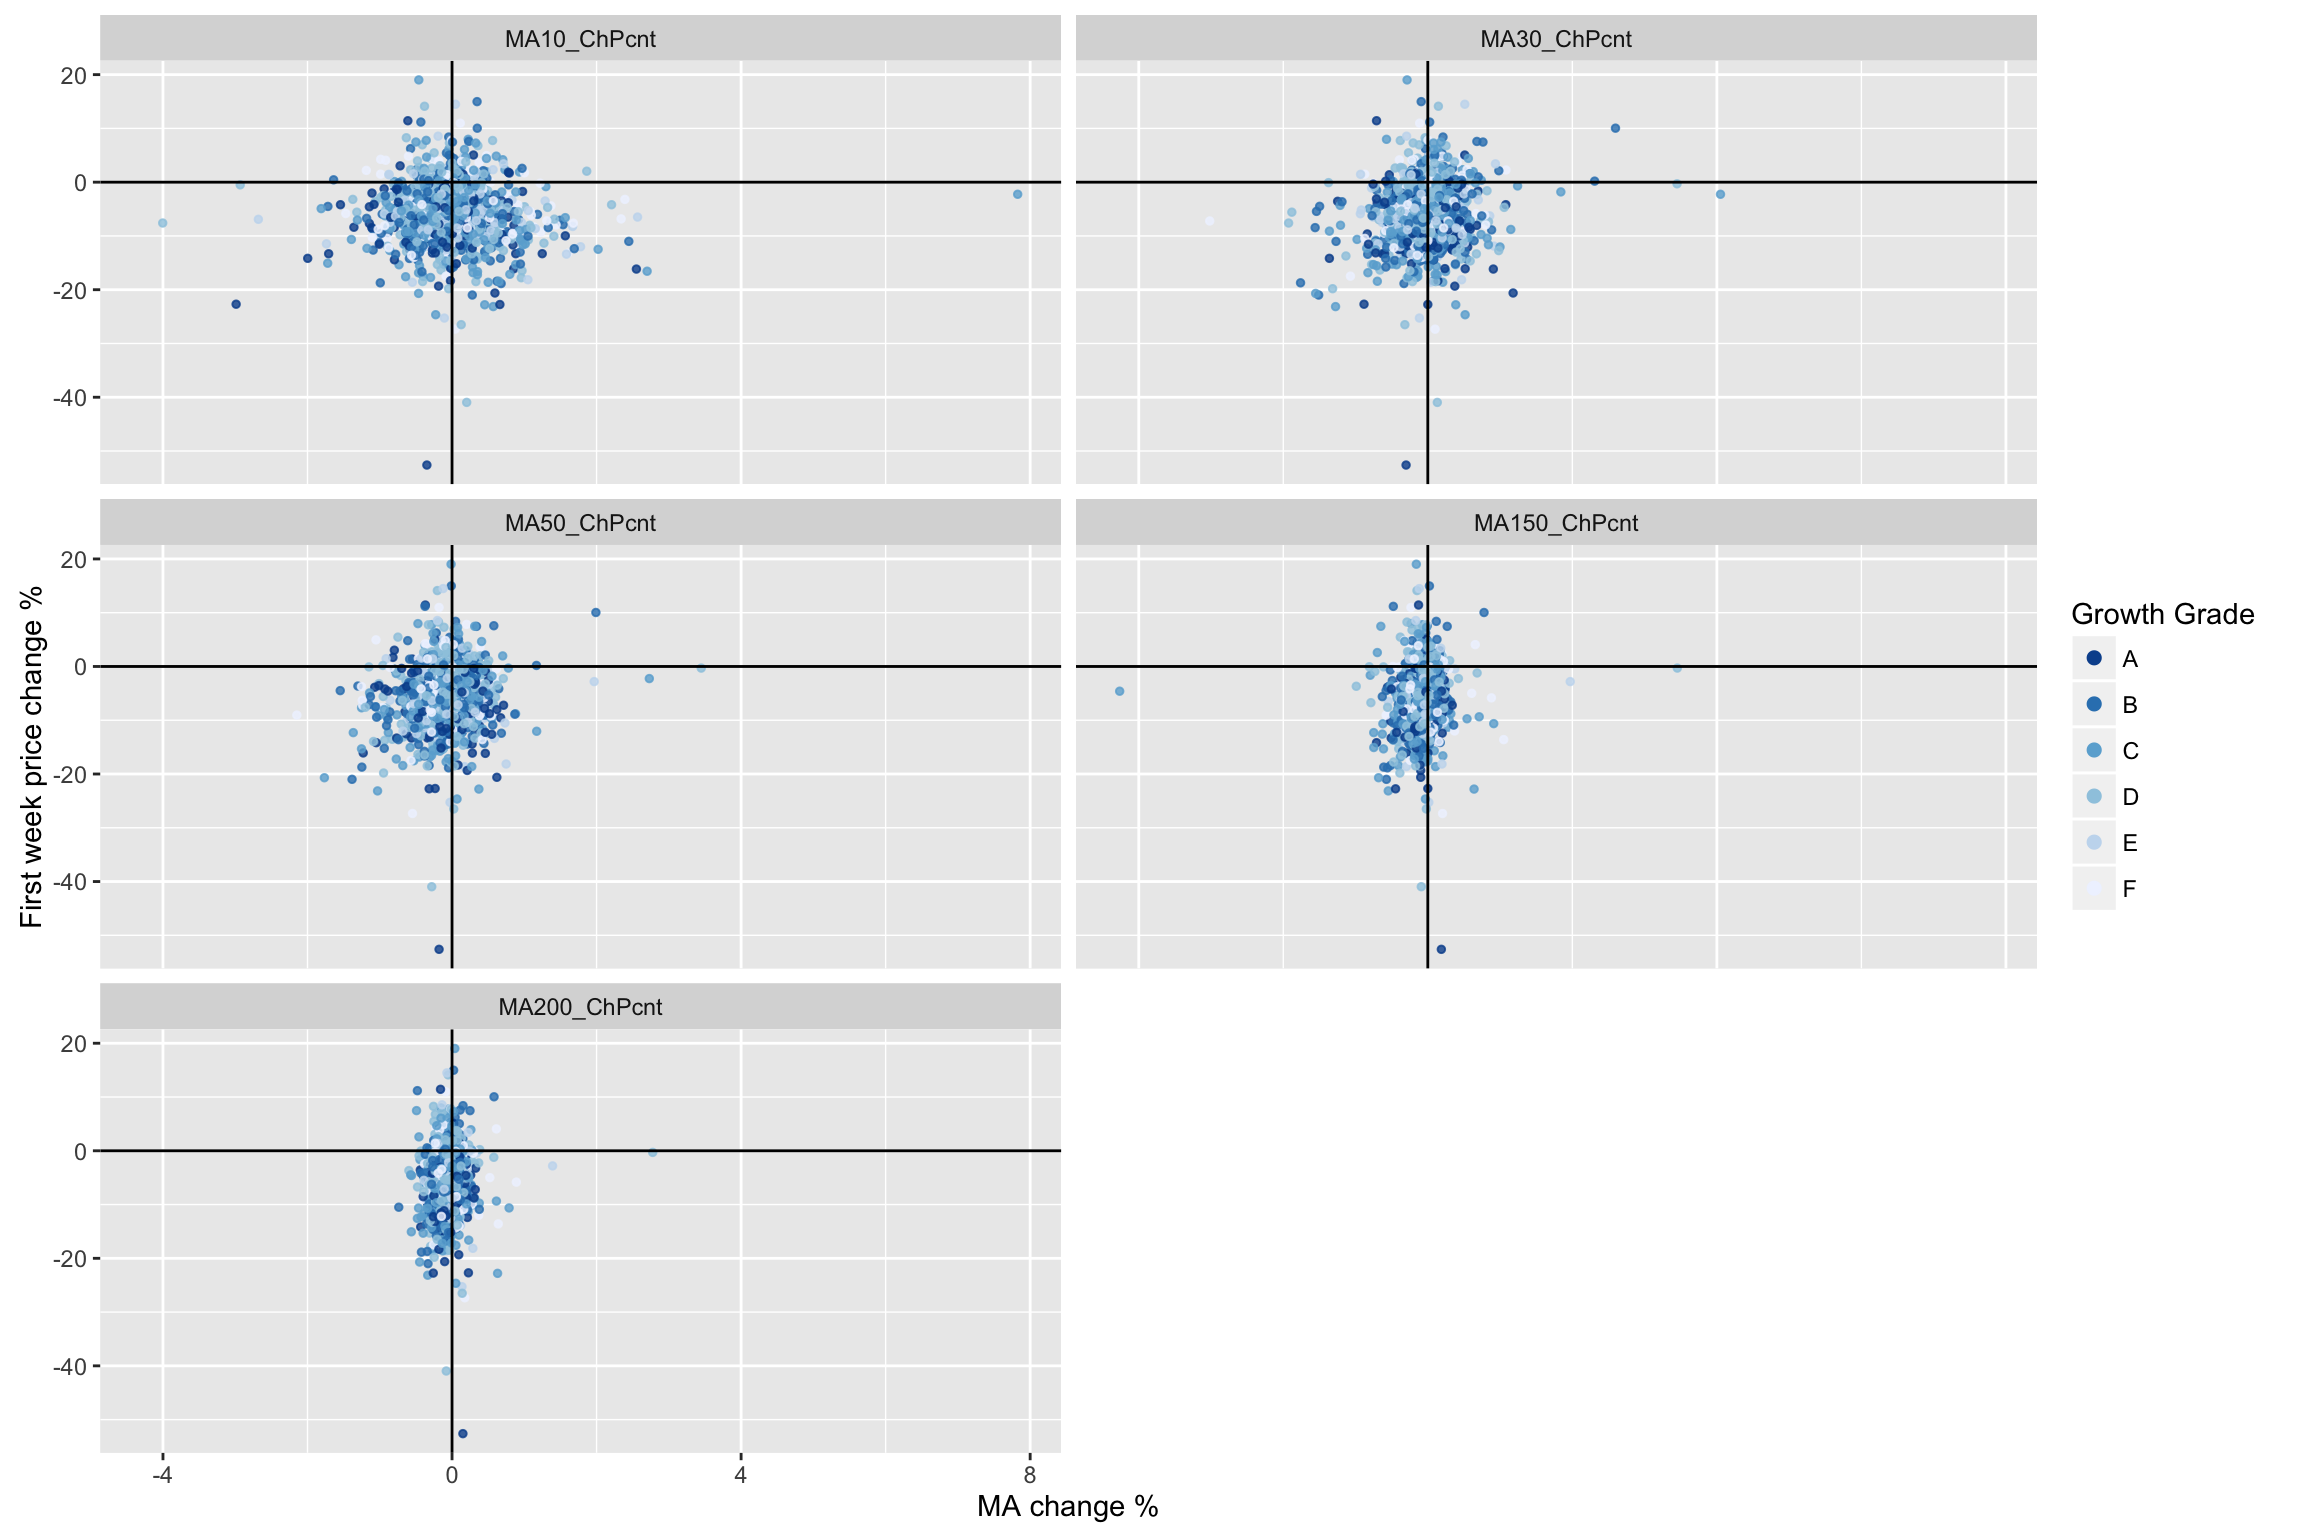 MA10_ChPcnt
MA30_ChPcnt
20
0
-20
-40
MA50_ChPcnt
MA150_ChPcnt
20
0
-20
-40
MA200_ChPcnt
20
0
-20
-40
-4
0
4
8
MA change %
First week price change %
Growth Grade
A
B
C
D
E
F